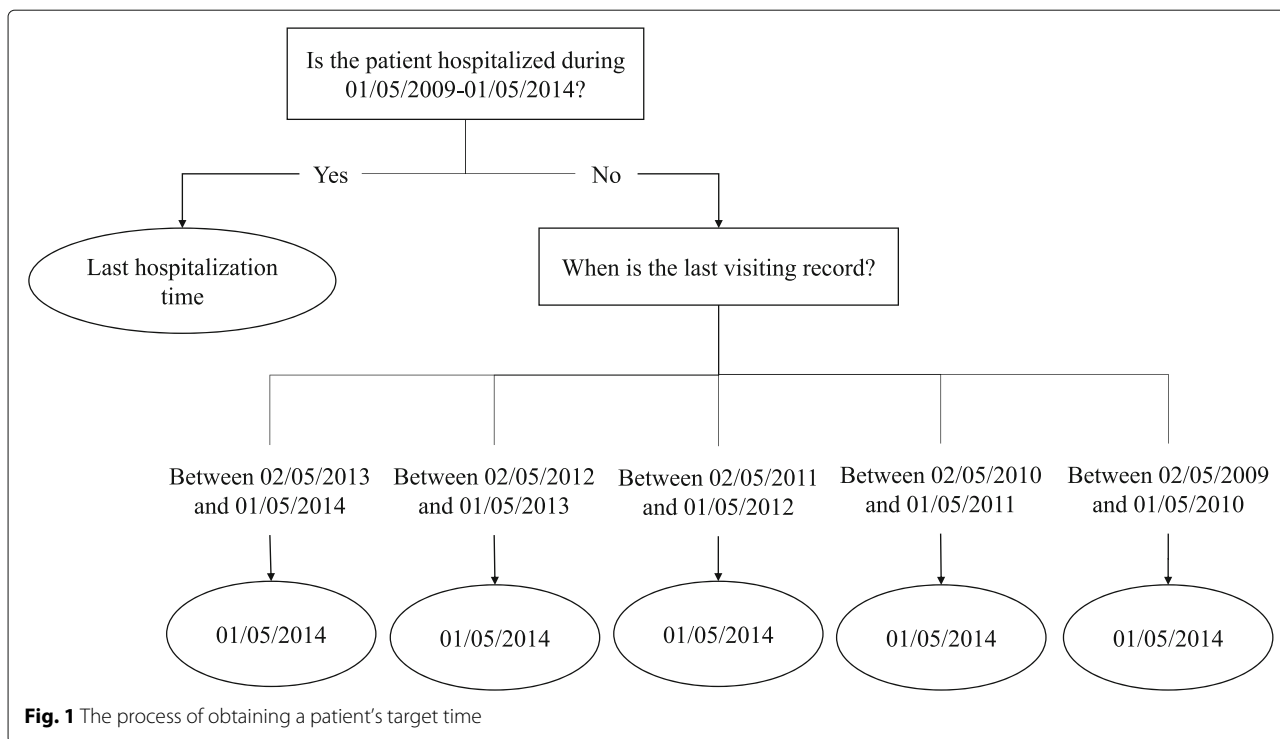 Is the patient hospitalized during
01/05/2009-01/05/2014?
Yes
No
Last hospitalization
time
When is the last visiting record?
Between 02/05/2013
and 01/05/2014
Between 02/05/2012
and 01/05/2013
Between 02/05/2011
and 01/05/2012
Between 02/05/2010
and 01/05/2011
Between 02/05/2009
and 01/05/2010
01/05/2014
01/05/2014
01/05/2014
01/05/2014
01/05/2014
Fig. 1 The process of obtaining a patient's target time